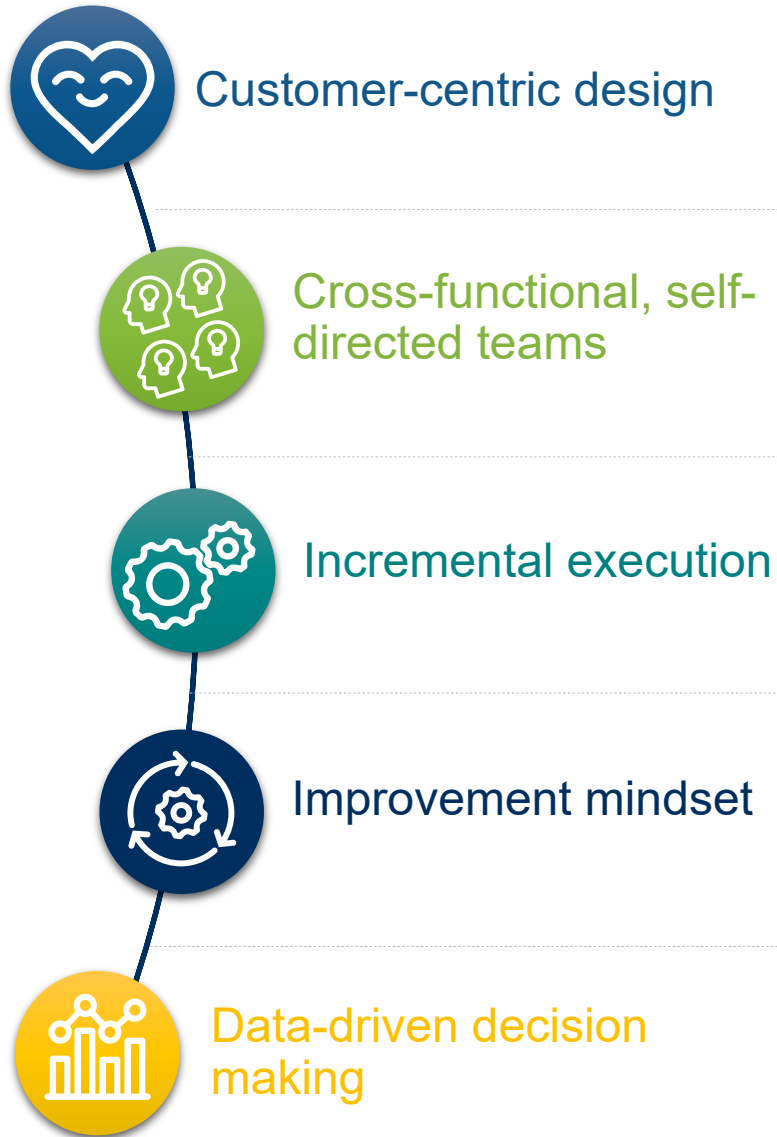 Customer-centric design
Cross-functional, self-
directed teams
Incremental execution
Improvement mindset
Data-driven decision
making